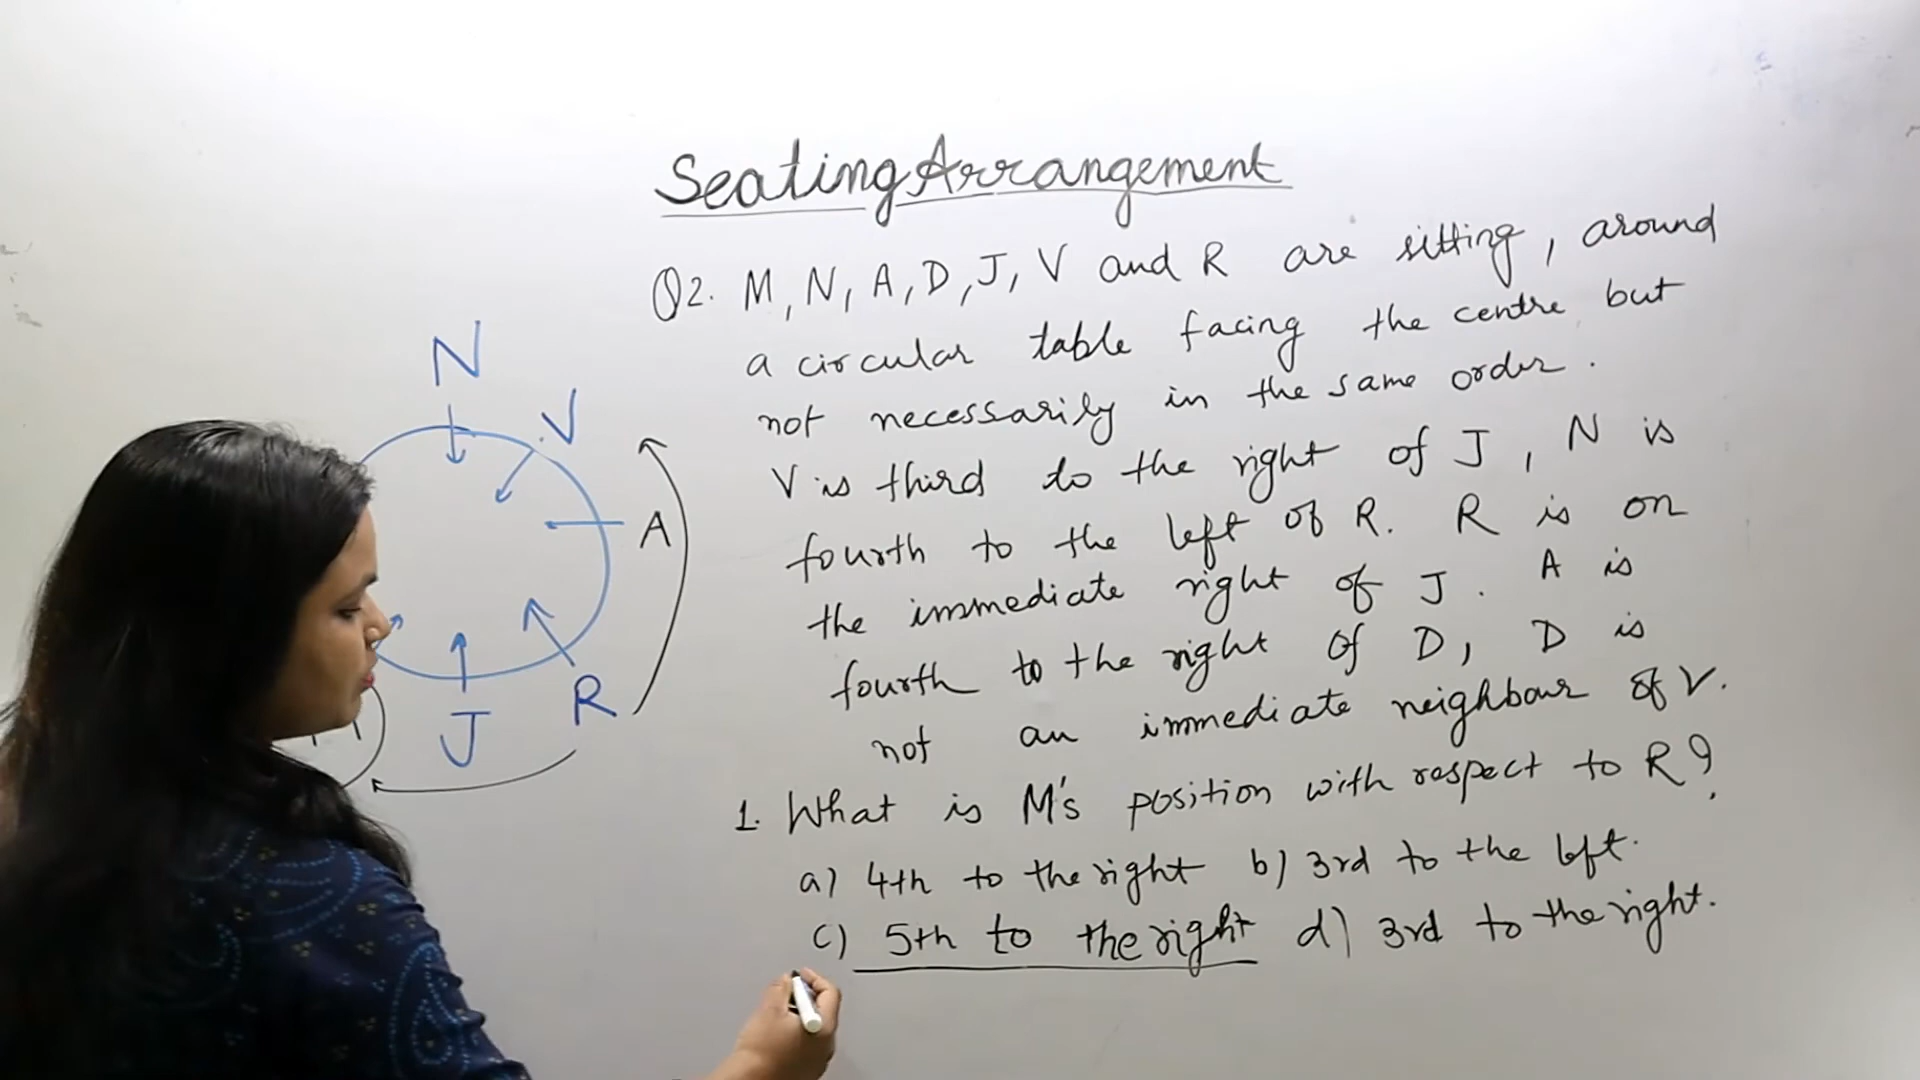 Seating Arrangement
Q2. M, N, A, D, J, V and R are sitting, around
a circular table facing the centre but
not necessarily in the same order.
V is third to the right of J, N is
fourth to the left of R. R is on
the immediate right of J. A is
fourth to the right of D, D is
not an immediate neighbour of V.
1. What is M's position with respect to R?
a) 4th to the right b) 3rd to the left.
c) 5th to the right d) 3rd to the right.
N
V
A
R
J